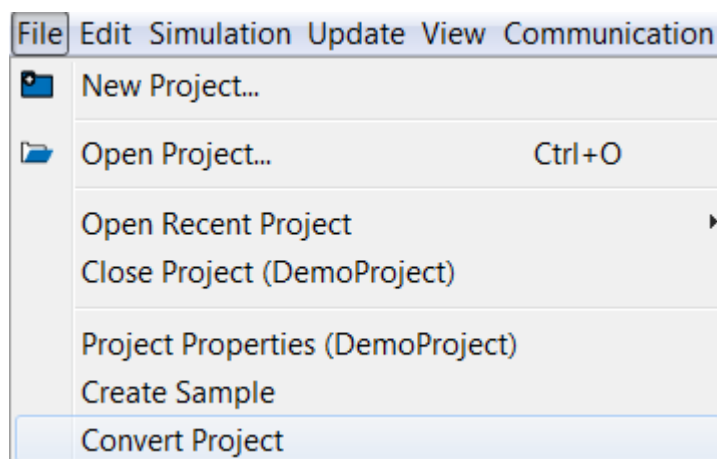 File Edit Simulation Update View Communication
New Project...
Open Project... Ctrl+O
Open Recent Project
Close Project (DemoProject)
Project Properties (DemoProject)
Create Sample
Convert Project